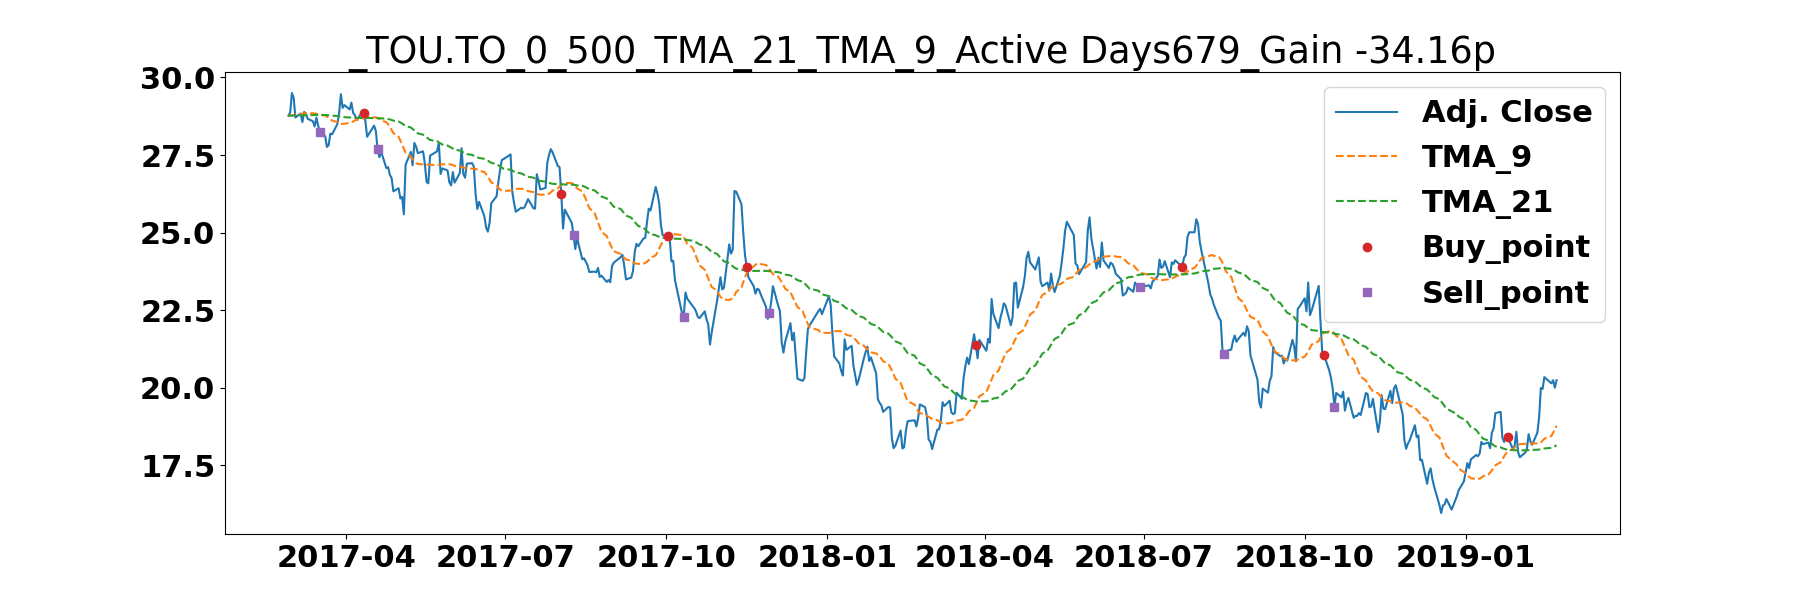 _TOU.TO_0_500_TMA_21_TMA_9_Active Days679_Gain -34.16p
30.0
27.5
25.0
22.5
20.0
17.5
Adj. Close
TMA_9
TMA_21
Buy_point
Sell_point
2017-04 2017-07 2017-10 2018-01 2018-04 2018-07 2018-10 2019-01